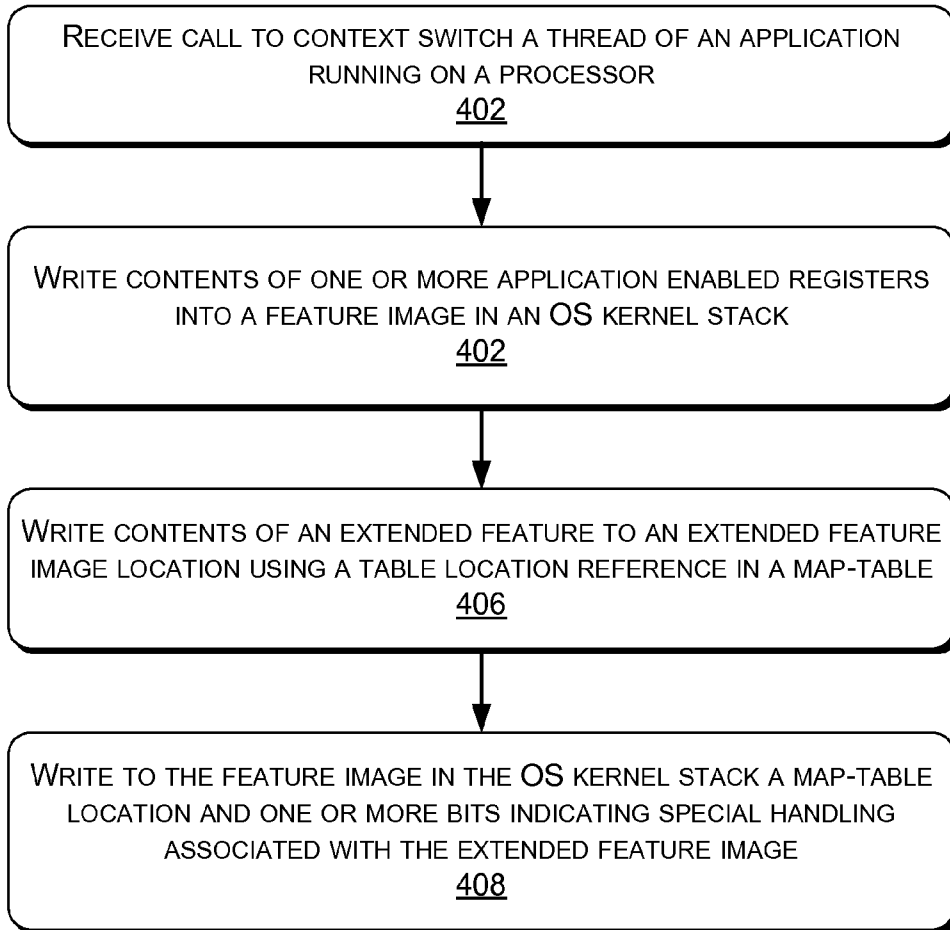 RECEIVE CALL TO CONTEXT SWITCH A THREAD OF AN APPLICATION
RUNNING ON A PROCESSOR
402
WRITE CONTENTS OF ONE OR MORE APPLICATION ENABLED REGISTERS
INTO A FEATURE IMAGE IN AN OS KERNEL STACK
402
WRITE CONTENTS OF AN EXTENDED FEATURE TO AN EXTENDED FEATURE
IMAGE LOCATION USING A TABLE LOCATION REFERENCE IN A MAP-TABLE
406
WRITE TO THE FEATURE IMAGE IN THE OS KERNEL STACK A MAP-TABLE
LOCATION AND ONE OR MORE BITS INDICATING SPECIAL HANDLING
ASSOCIATED WITH THE EXTENDED FEATURE IMAGE
408